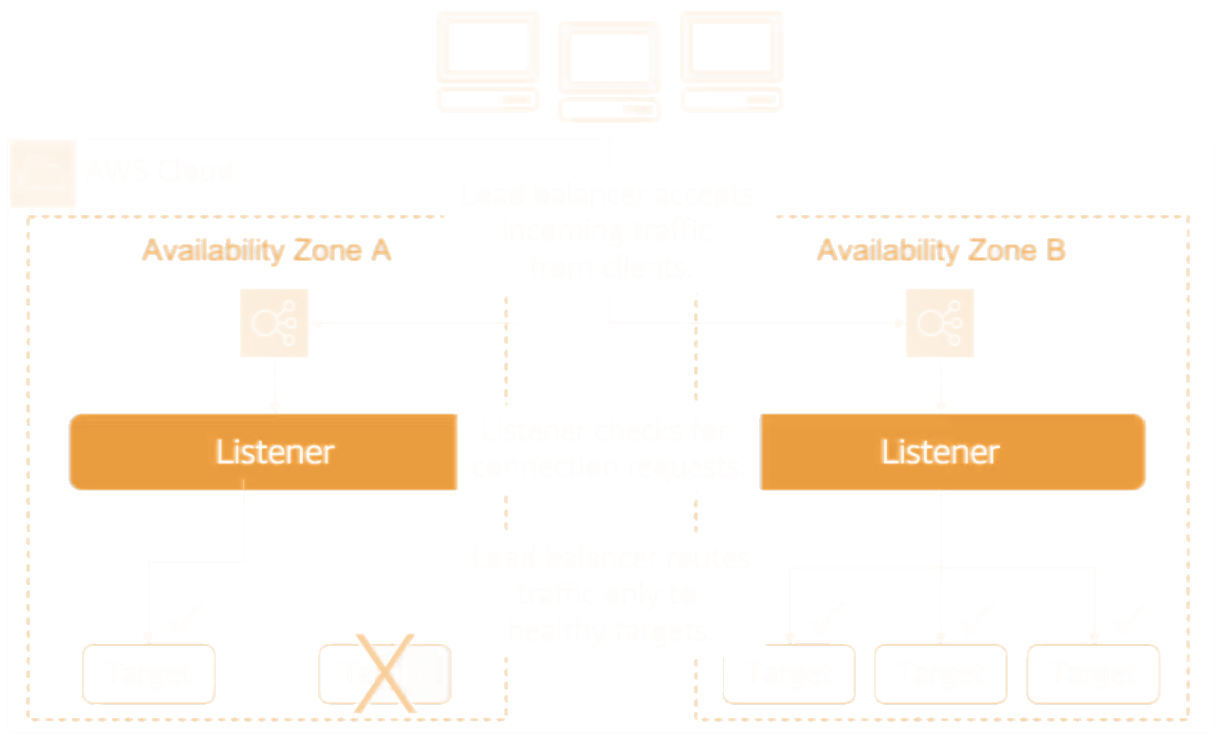 AWS Cloud
Load balancer accepts
incoming traffic
from clients.
Availability Zone A
Availability Zone B
Listener
Listener checks for
connection requests.
Listener
Load balancer routes
traffic only to
healthy targets.
Target
Target
Target
Target